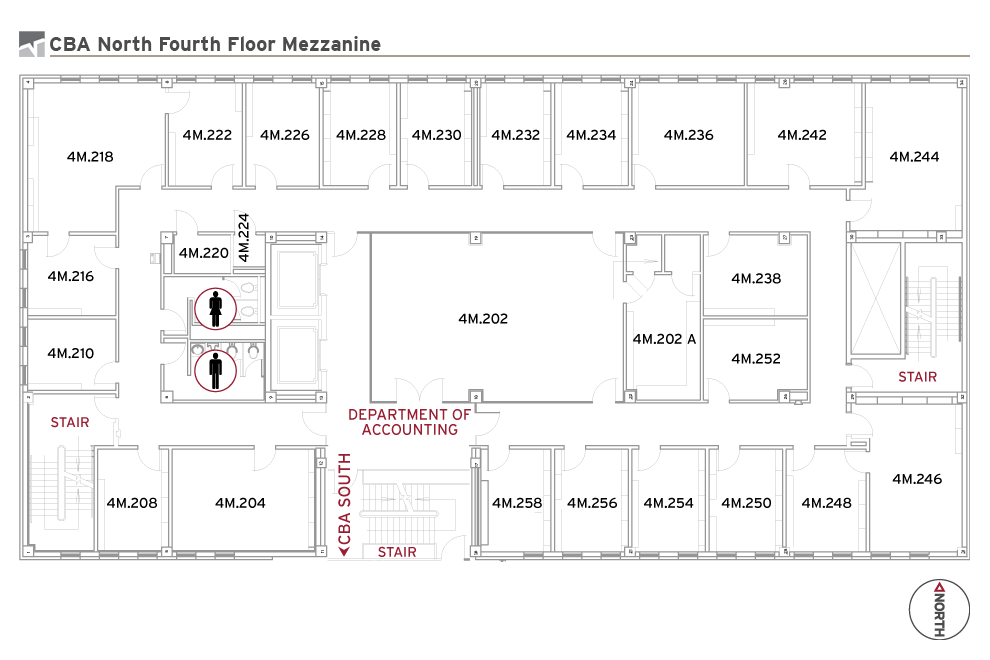 CBA North Fourth Floor Mezzanine
4M.218
4M.222
4M.226
4M.228
4M.230
4M.232
4M.234
4M.236
4M.242
4M.244
4M.220
4M.224
4M.216
4M.202
4M.238
4M.210
4M.202 A
4M.252
STAIR
STAIR
DEPARTMENT OF
ACCOUNTING
4M.208
4M.204
CBA SOUTH
STAIR
4M.258
4M.256
4M.254
4M.250
4M.248
4M.246
NORTH